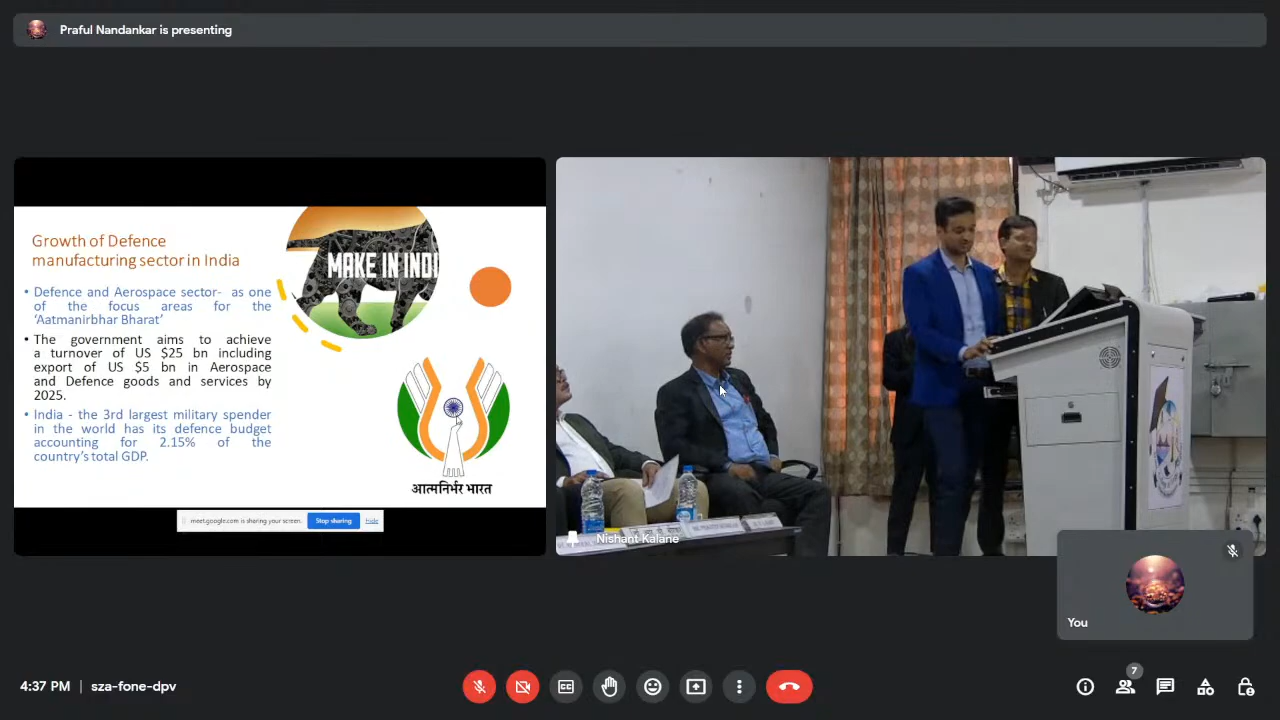 Praful Nandankar is presenting
Growth of Defence
manufacturing sector in India
• Defence and Aerospace sector- as one
of the focus areas for the
‘Aatmanirbhar Bharat’
• The government aims to achieve
a turnover of US $25 bn including
export of US $5 bn in Aerospace
and Defence goods and services by
2025.
• India - the 3rd largest military spender
in the world has its defence budget
accounting for 2.15% of the
country’s total GDP.
MAKE IN INDI
आत्मनिर्भर भारत
meet.google.com is sharing your screen.
Stop sharing
Hide
Nishant Kalane
You
4:37 PM | sza-fone-dpv
7